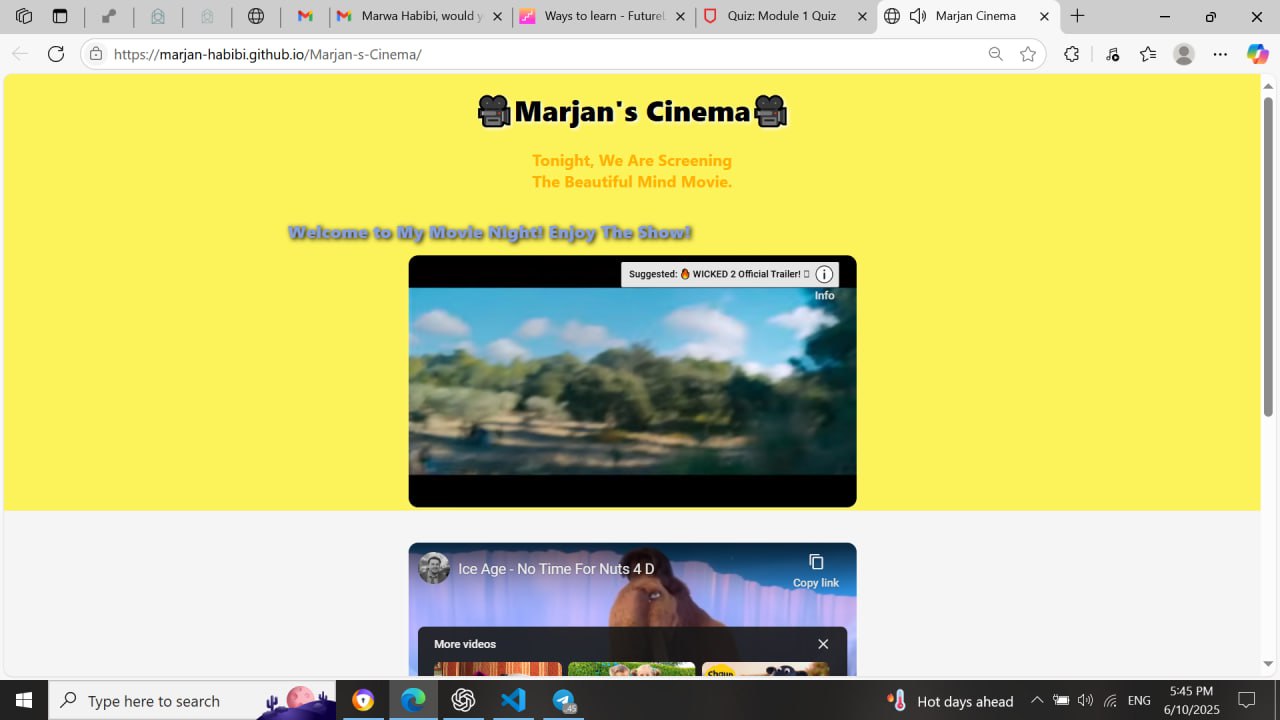 Marwa Habibi, would y
Ways to learn - Future
Quiz: Module 1 Quiz
Marjan Cinema
https://marjan-habibi.github.io/Marjan-s-Cinema/
Marjan's Cinema
Tonight, We Are Screening
The Beautiful Mind Movie.
Welcome to My Movie Night! Enjoy The Show!
Suggested: 🔥 WICKED 2 Official Trailer!
Info
Ice Age - No Time For Nuts 4 D
Copy link
More videos
Shaun
Type here to search
45
Hot days ahead
ENG
5:45 PM
6/10/2025